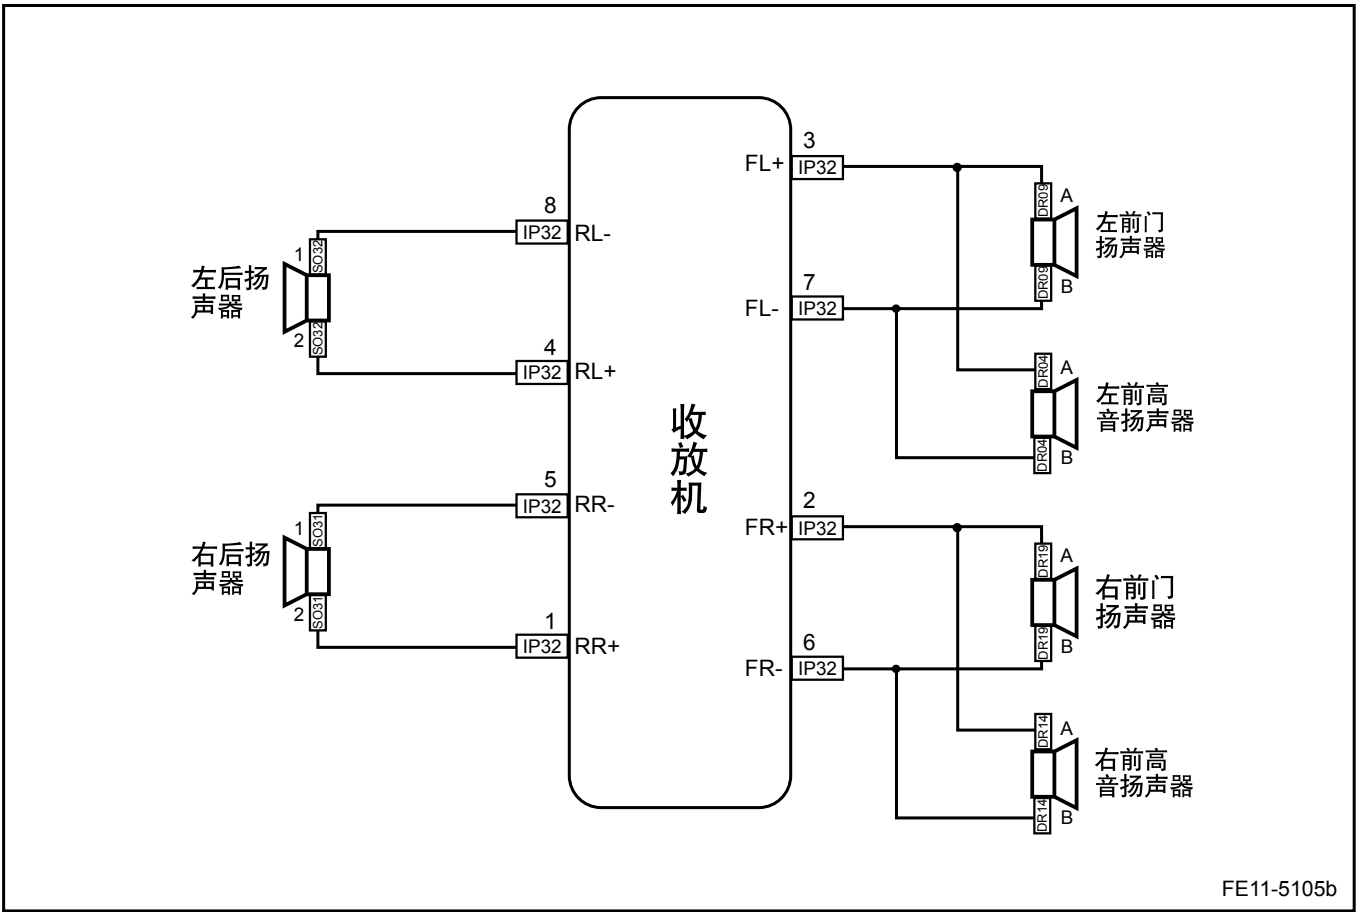 3
FL+
IP32
DR09
A
左前门
扬声器
DR09
B
8
IP32
RL-
1
SO32
左后扬
声器
2
SO32
7
FL-
IP32
4
IP32
RL+
DR04
A
左前高
音扬声器
DR04
B
收
放
机
5
IP32
RR-
1
SO31
右后扬
声器
2
SO31
2
FR+
IP32
DR19
A
右前门
扬声器
DR19
B
1
IP32
RR+
6
FR-
IP32
DR14
A
右前高
音扬声器
DR14
B
FE11-5105b